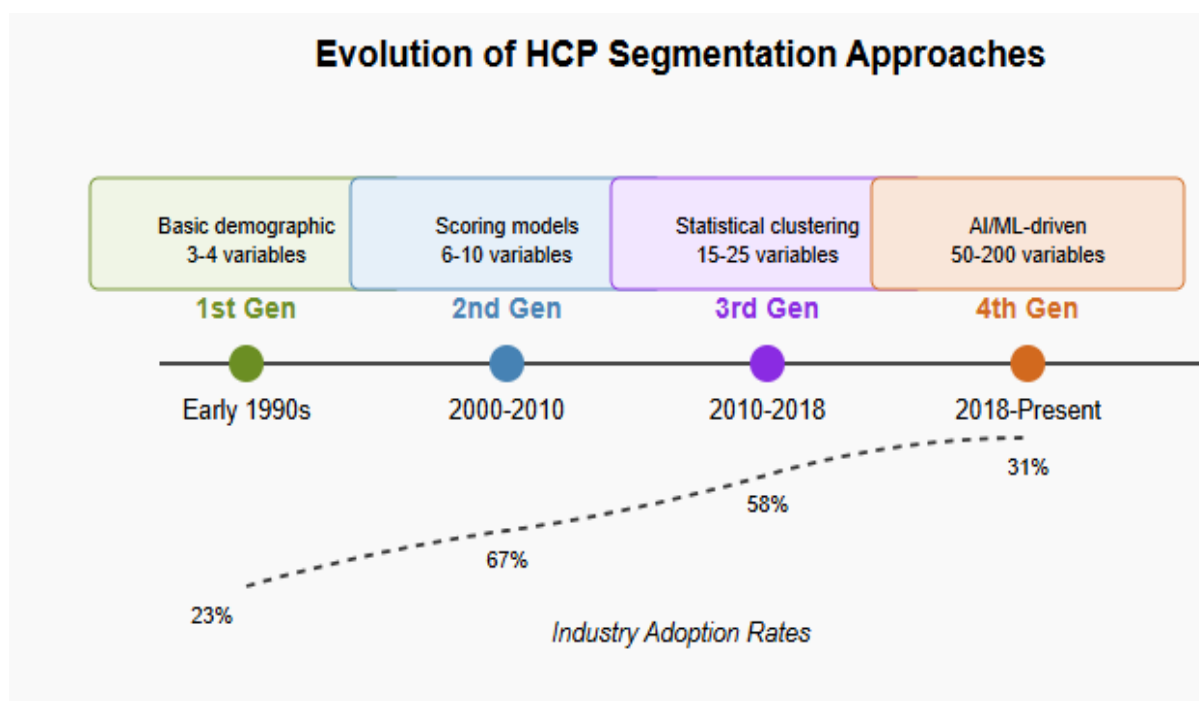 Evolution of HCP Segmentation Approaches
Basic demographic
3-4 variables
Scoring models
6-10 variables
Statistical clustering
15-25 variables
AI/ML-driven
50-200 variables
1st Gen
2nd Gen
3rd Gen
4th Gen
Early 1990s
2000-2010
2010-2018
2018-Present
31%
58%
67%
23%
Industry Adoption Rates